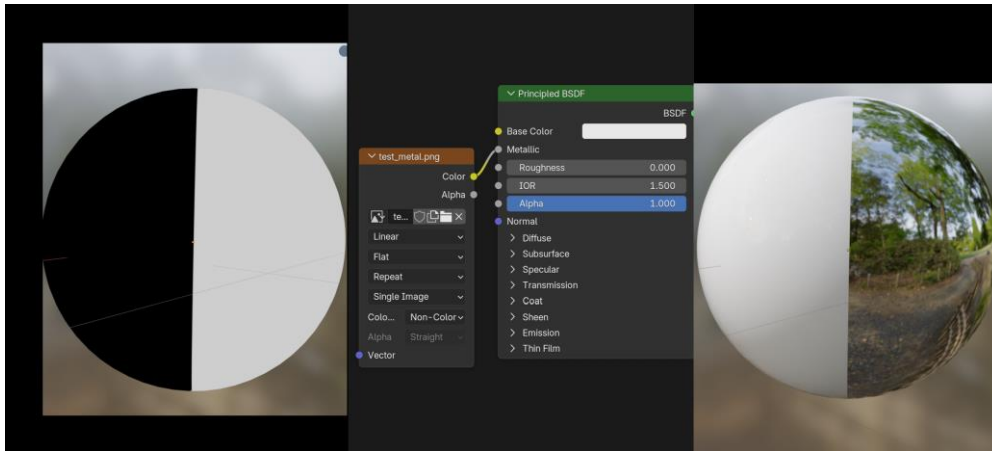 test_metal.png
Color
Alpha
te...
Linear
Flat
Repeat
Single Image
Colo... Non-Color
Alpha Straight
Vector
Principled BSDF
BSDF
Base Color
Metallic
Roughness 0.000
IOR 1.500
Alpha 1.000
Normal
Diffuse
Subsurface
Specular
Transmission
Coat
Sheen
Emission
Thin Film